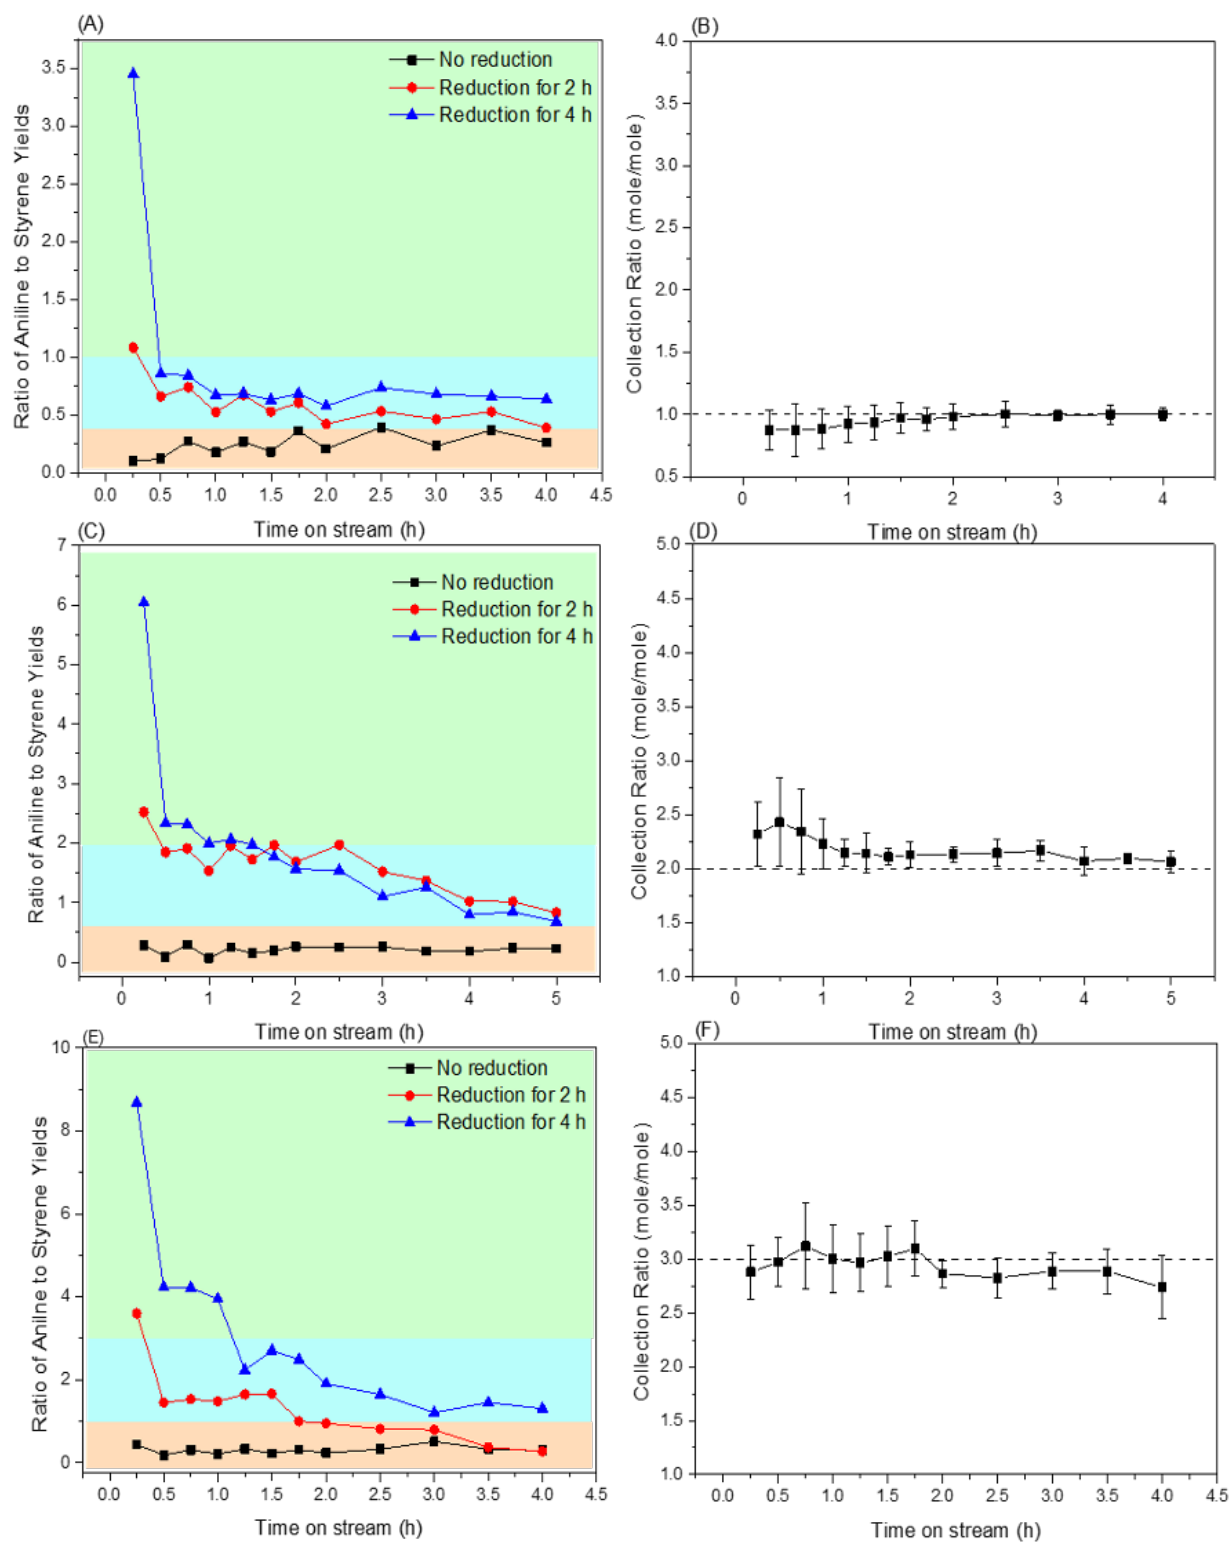 (A)
Ratio of Aniline to Styrene Yields
3.5
3.0
2.5
2.0
1.5
1.0
0.5
0.0
No reduction
Reduction for 2 h
Reduction for 4 h
0.0 0.5 1.0 1.5 2.0 2.5 3.0 3.5 4.0 4.5
Time on stream (h)
(B)
Collection Ratio (mole/mole)
4.0
3.5
3.0
2.5
2.0
1.5
1.0
0.5
0 1 2 3 4
Time on stream (h)
(C)
Ratio of Aniline to Styrene Yields
7
6
5
4
3
2
1
0
No reduction
Reduction for 2 h
Reduction for 4 h
0 1 2 3 4 5
Time on stream (h)
(D)
Collection Ratio (mole/mole)
5.0
4.5
4.0
3.5
3.0
2.5
2.0
1.5
1.0
0 1 2 3 4 5
Time on stream (h)
(E)
Ratio of Aniline to Styrene Yields
10
8
6
4
2
0
No reduction
Reduction for 2 h
Reduction for 4 h
0.0 0.5 1.0 1.5 2.0 2.5 3.0 3.5 4.0 4.5
Time on stream (h)
(F)
Collection Ratio (mole/mole)
5.0
4.5
4.0
3.5
3.0
2.5
2.0
1.5
1.0
0.0 0.5 1.0 1.5 2.0 2.5 3.0 3.5 4.0 4.5
Time on stream (h)